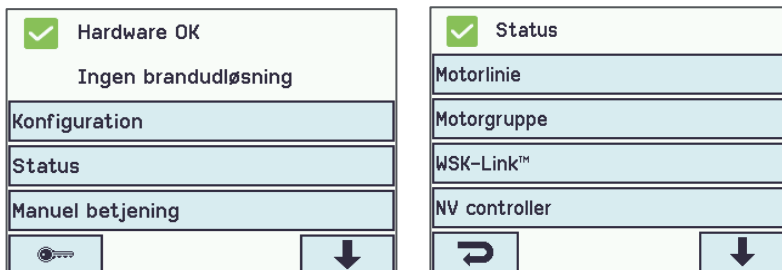 Hardware OK
Ingen brandudløsning
Konfiguration
Status
Manuel betjening
Status
Motorlinie
Motorgruppe
WSK-Link™
NV controller